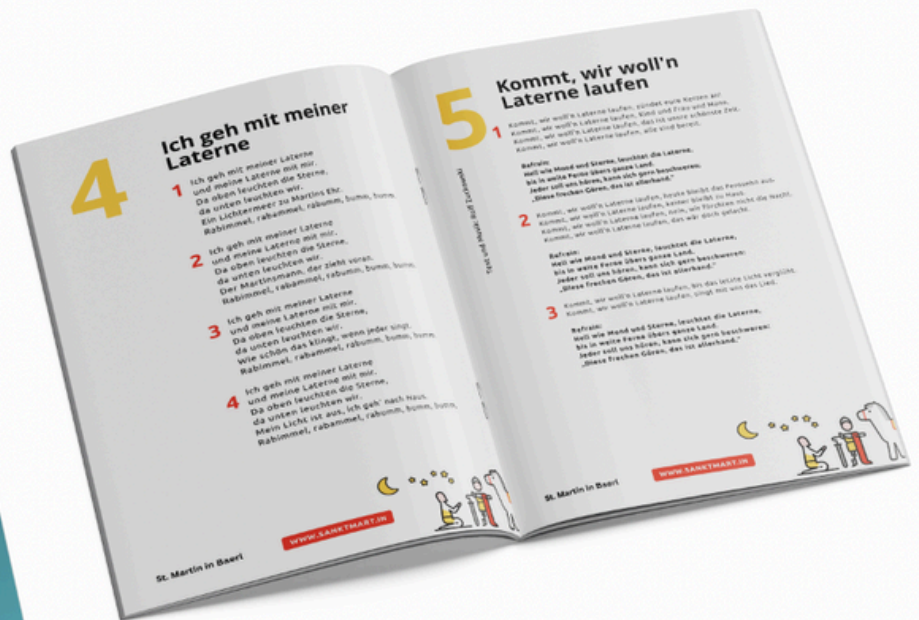 4
Ich geh mit meiner
Laterne
1
Ich geh mit meiner Laterne
und meine Laterne mit mir.
Da oben leuchten die Sterne,
da unten leuchten wir.
Ein Lichtermeer zu Martins Ehr.
Rabimmel, rabammel, rabumm, bumm, bumm.
2
Ich geh mit meiner Laterne
und meine Laterne mit mir.
Da oben leuchten die Sterne,
da unten leuchten wir.
Der Martinsmann, der zieht voran.
Rabimmel, rabammel, rabumm, bumm, bumm.
3
Ich geh mit meiner Laterne
und meine Laterne mit mir.
Da oben leuchten die Sterne,
da unten leuchten wir.
Wie schön das klingt, wenn jeder singt.
Rabimmel, rabammel, rabumm, bumm, bumm.
4
Ich geh mit meiner Laterne
und meine Laterne mit mir.
Da oben leuchten die Sterne,
da unten leuchten wir.
Mein Licht ist aus, ich geh' nach Haus.
Rabimmel, rabammel, rabumm, bumm, bumm.
St. Martin in Baerl
WWW.SANKTMART.IN
5
Kommt, wir woll'n
Laterne laufen
Text und Musik: Rolf Zuckowski
1
Kommt, wir woll'n Laterne laufen, zündet eure Kerzen an!
Kommt, wir woll'n Laterne laufen, Kind und Frau und Mann.
Kommt, wir woll'n Laterne laufen, das ist unsre schönste Zeit.
Kommt, wir woll'n Laterne laufen, alle sind bereit.
Refrain:
Hell wie Mond und Sterne, leuchtet die Laterne,
bis in weite Ferne übers ganze Land.
Jeder soll uns hören, kann sich gern beschweren:
„Diese frechen Gören, das ist allerhand."
2
Kommt, wir woll'n Laterne laufen, heute bleibt das Fernsehn aus.
Kommt, wir woll'n Laterne laufen, keiner bleibt zu Haus.
Kommt, wir woll'n Laterne laufen, nein, wir fürchten nicht die Nacht.
Kommt, wir woll'n Laterne laufen, das wär doch gelacht.
Refrain:
Hell wie Mond und Sterne, leuchtet die Laterne,
bis in weite Ferne übers ganze Land.
Jeder soll uns hören, kann sich gern beschweren:
„Diese frechen Gören, das ist allerhand."
3
Kommt, wir woll'n Laterne laufen, bis das letzte Licht verglüht.
Kommt, wir woll'n Laterne laufen, singt mit uns das Lied.
Refrain:
Hell wie Mond und Sterne, leuchtet die Laterne,
bis in weite Ferne übers ganze Land.
Jeder soll uns hören, kann sich gern beschweren:
„Diese frechen Gören, das ist allerhand."
St. Martin in Baerl
WWW.SANKTMART.IN